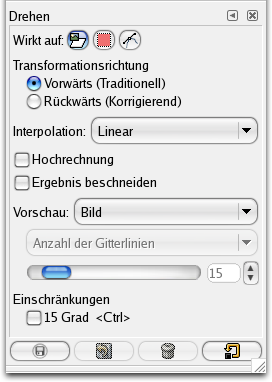 Drehen
Wirkt auf:
Transformationsrichtung
Vorwärts (Traditionell)
Rückwärts (Korrigierend)
Interpolation: Linear
Hochrechnung
Ergebnis beschneiden
Vorschau: Bild
Anzahl der Gitterlinien
15
Einschränkungen
15 Grad <Ctrl>